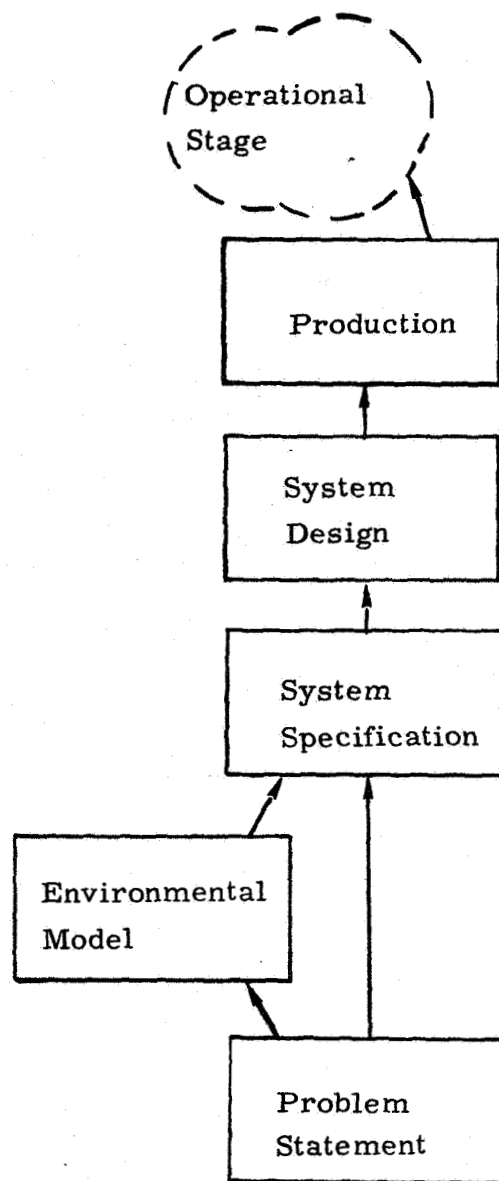 Operational
Stage
Production
System
Design
System
Specification
Environmental
Model
Problem
Statement